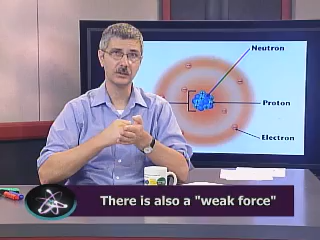 Neutron
Proton
Electron
There is also a "weak force"